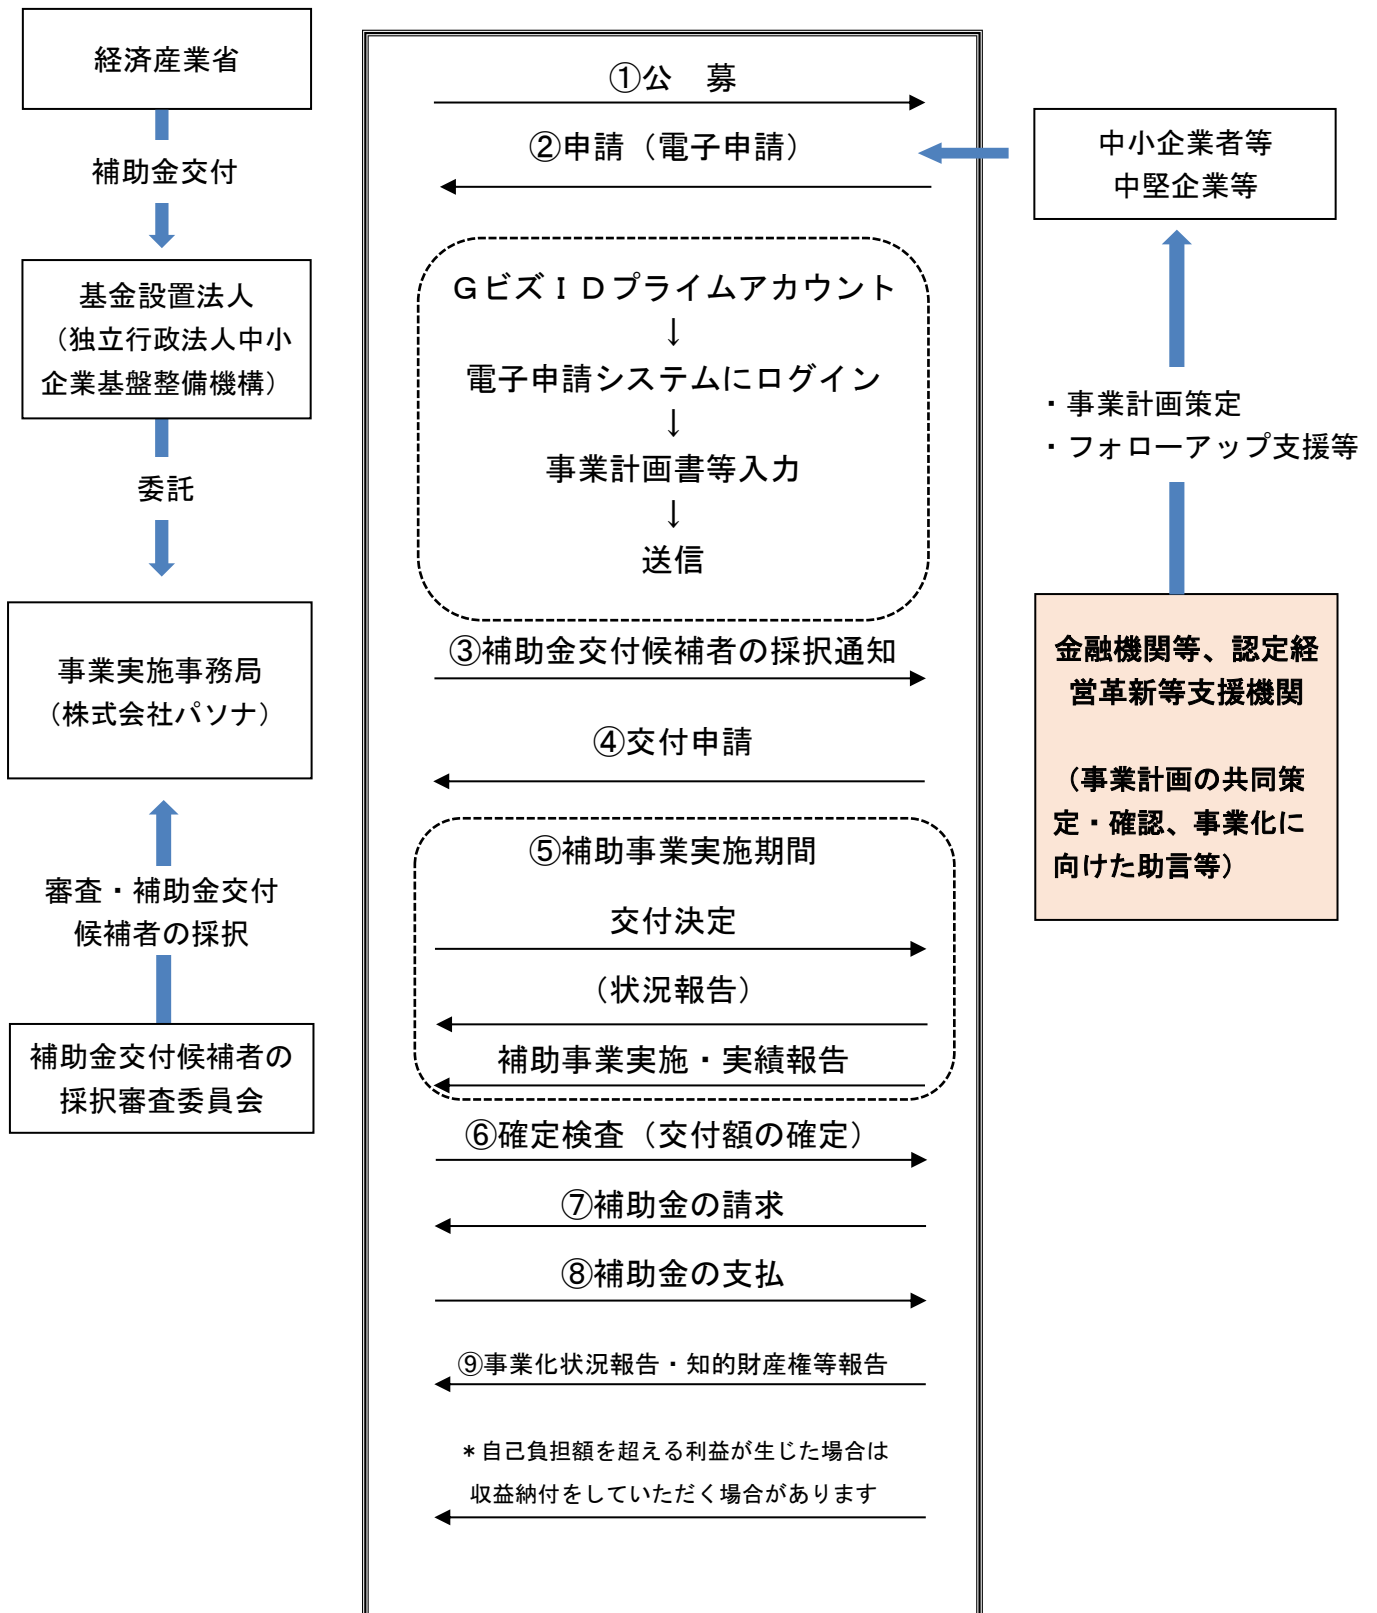 経済産業省
補助金交付
基金設置法人
（独立行政法人中小
企業基盤整備機構）
委託
事業実施事務局
（株式会社パソナ）
審査・補助金交付
候補者の採択
補助金交付候補者の
採択審査委員会
①公　募
②申請（電子申請）
ＧビズＩＤプライムアカウント
↓
電子申請システムにログイン
↓
事業計画書等入力
↓
送信
③補助金交付候補者の採択通知
④交付申請
⑤補助事業実施期間
交付決定
（状況報告）
補助事業実施・実績報告
⑥確定検査（交付額の確定）
⑦補助金の請求
⑧補助金の支払
⑨事業化状況報告・知的財産権等報告
＊自己負担額を超える利益が生じた場合は
収益納付をしていただく場合があります
中小企業者等
中堅企業等
・事業計画策定
・フォローアップ支援等
金融機関等、認定経
営革新等支援機関
（事業計画の共同策
定・確認、事業化に
向けた助言等）